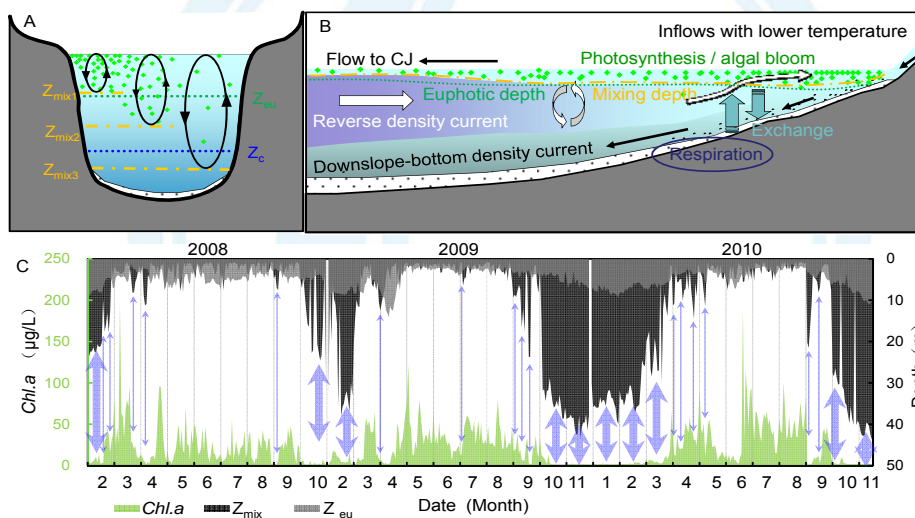 A
Zmix1
Zeu
Zmix2
Zc
Zmix3
B
Inflows with lower temperature
Flow to CJ
Photosynthesis / algal bloom
Euphotic depth
Mixing depth
Reverse density current
Exchange
Downslope-bottom density current
Respiration
2008 2009 2010
C
250 200 150 100 50 0
Chl.a （μg/L）
0 10 20 30 40 50
2 3 4 5 6 7 8 9 10 2 3 4 5 6 7 8 9 10 11 1 2 3 4 5 6 7 8 9 10 11
Date (Month)
Chl.a Zmix Z eu